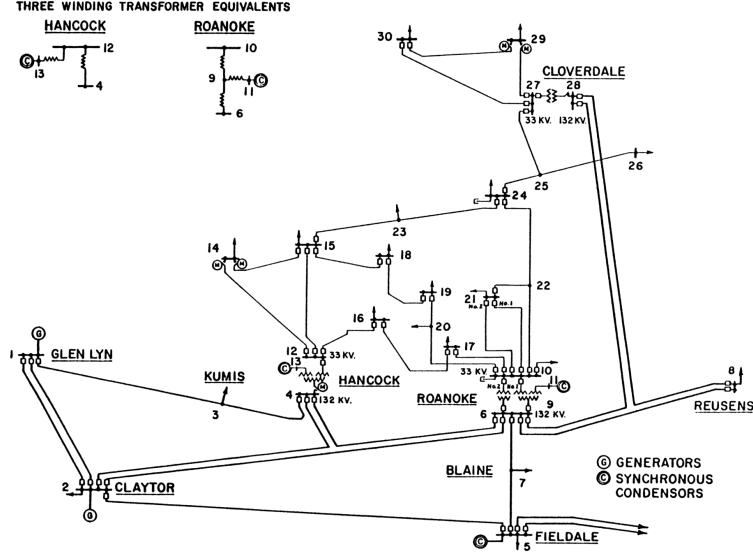 THREE WINDING TRANSFORMER EQUIVALENTS
HANCOCK
ROANOKE
12
C
13
4
10
9
C
11
6
30
29
M M
CLOVERDALE
27
28
33 KV.
132 KV.
26
25
24
23
14
M M
15
18
22
19
21
No.2
No.1
16
20
17
G
1
GLEN LYN
12
33 KV.
13
C
M
HANCOCK
33 KV.
10
11
C
No.2
No.1
KUMIS
3
4
132 KV.
ROANOKE
9
6
132 KV.
8
REUSENS
BLAINE
7
G GENERATORS
C SYNCHRONOUS
CONDENSORS
2
CLAYTOR
G
C
5
FIELDALE